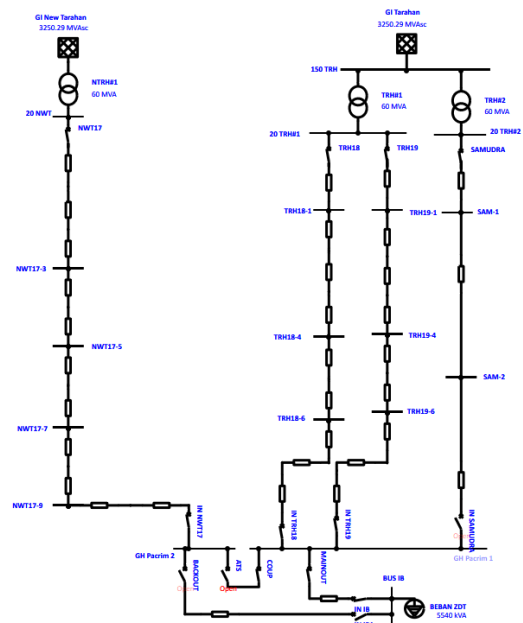 GI New Tarahan
3250.29 MVAsc
GI Tarahan
3250.29 MVAsc
150 TRH
NTRH#1
60 MVA
TRH#1
60 MVA
TRH#2
60 MVA
20 NWT
NWT17
20 TRH#1
TRH18
TRH19
20 TRH#2
SAMUDRA
TRH18-1
TRH19-1
SAM-1
NWT17-3
NWT17-5
TRH18-4
TRH19-4
SAM-2
NWT17-7
TRH18-6
TRH19-6
NWT17-9
IN NWT17
IN TRH18
IN TRH19
IN SAMUDRA
Open
GH Pacrim 2
GH Pacrim 1
BACKOUT
ATS
COUP
MAINOUT
Open
Open
BUS IB
IN IB
BEBAN ZDT
5540 kVA